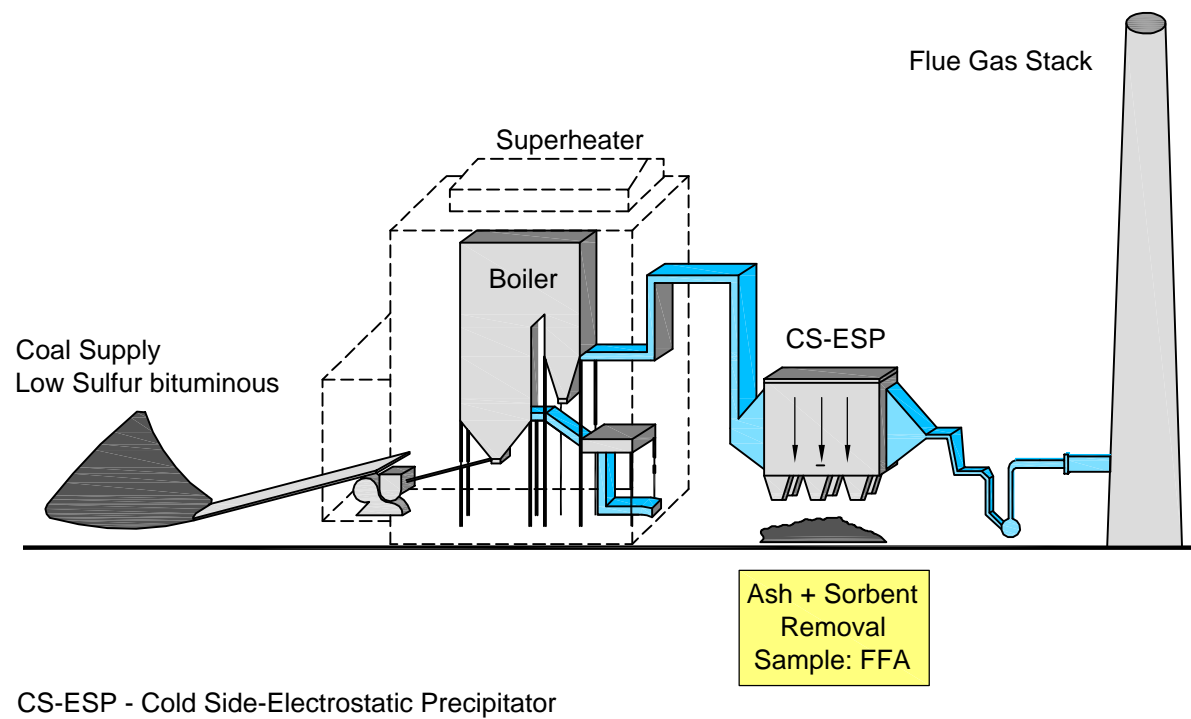 Flue Gas Stack
Superheater
Boiler
CS-ESP
Coal Supply
Low Sulfur bituminous
Ash + Sorbent
Removal
Sample: FFA
CS-ESP - Cold Side-Electrostatic Precipitator